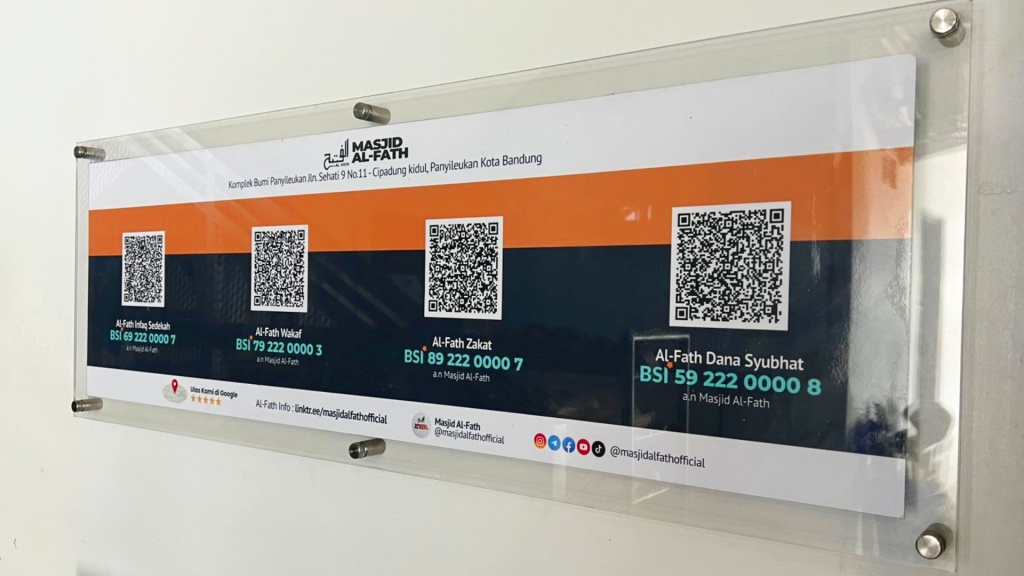 الفتح
AL-FATH
MASJID
AL-FATH
Komplek Bumi Panyileukan Jln. Sehati 9 No.11 - Cipadung kidul, Panyileukan Kota Bandung
Al-Fath Infaq Sedekah
BSI 69 222 0000 7
a.n Masjid Al-Fath
Al-Fath Wakaf
BSI 79 222 0000 3
a.n Masjid Al-Fath
Al-Fath Zakat
BSI 89 222 0000 7
a.n Masjid Al-Fath
Al-Fath Dana Syubhat
BSI 59 222 0000 8
a.n Masjid Al-Fath
Ulas Kami di Google
Al-Fath Info : linktr.ee/masjidalfathofficial
Masjid Al-Fath
@masjidalfathofficial
@masjidalfathofficial